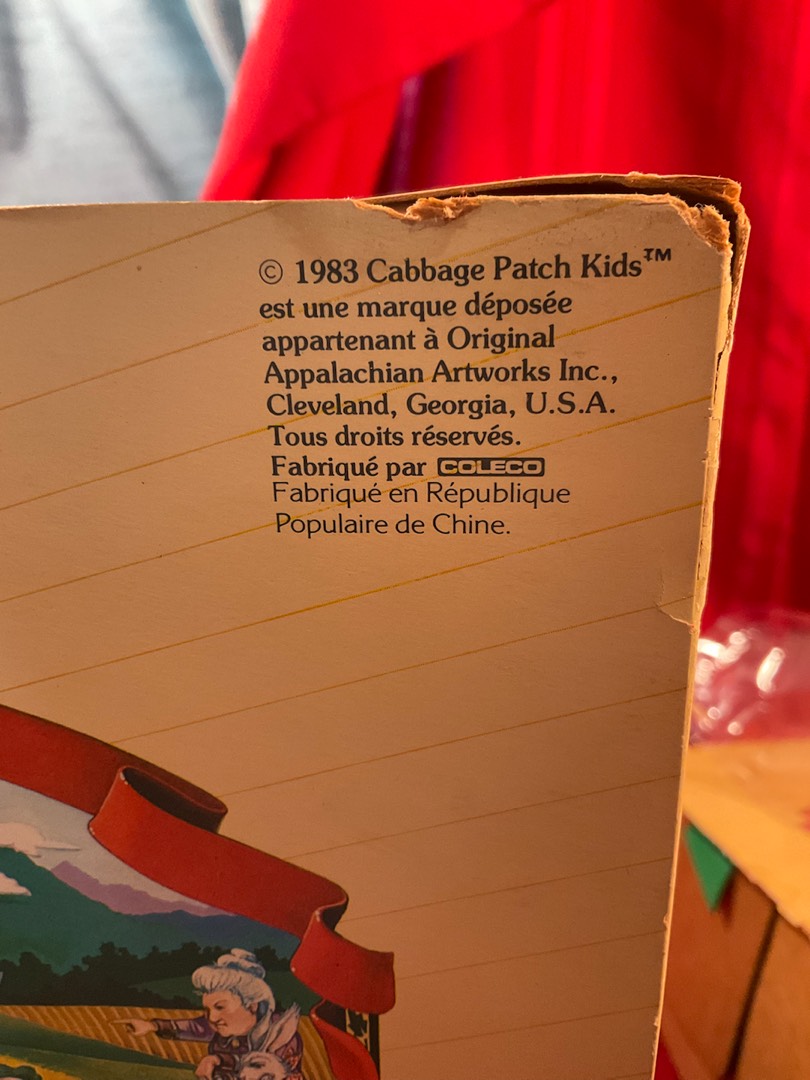 © 1983 Cabbage Patch Kids™
est une marque déposée
appartenant à Original
Appalachian Artworks Inc.,
Cleveland, Georgia, U.S.A.
Tous droits réservés.
Fabriqué par COLECO
Fabriqué en République
Populaire de Chine.